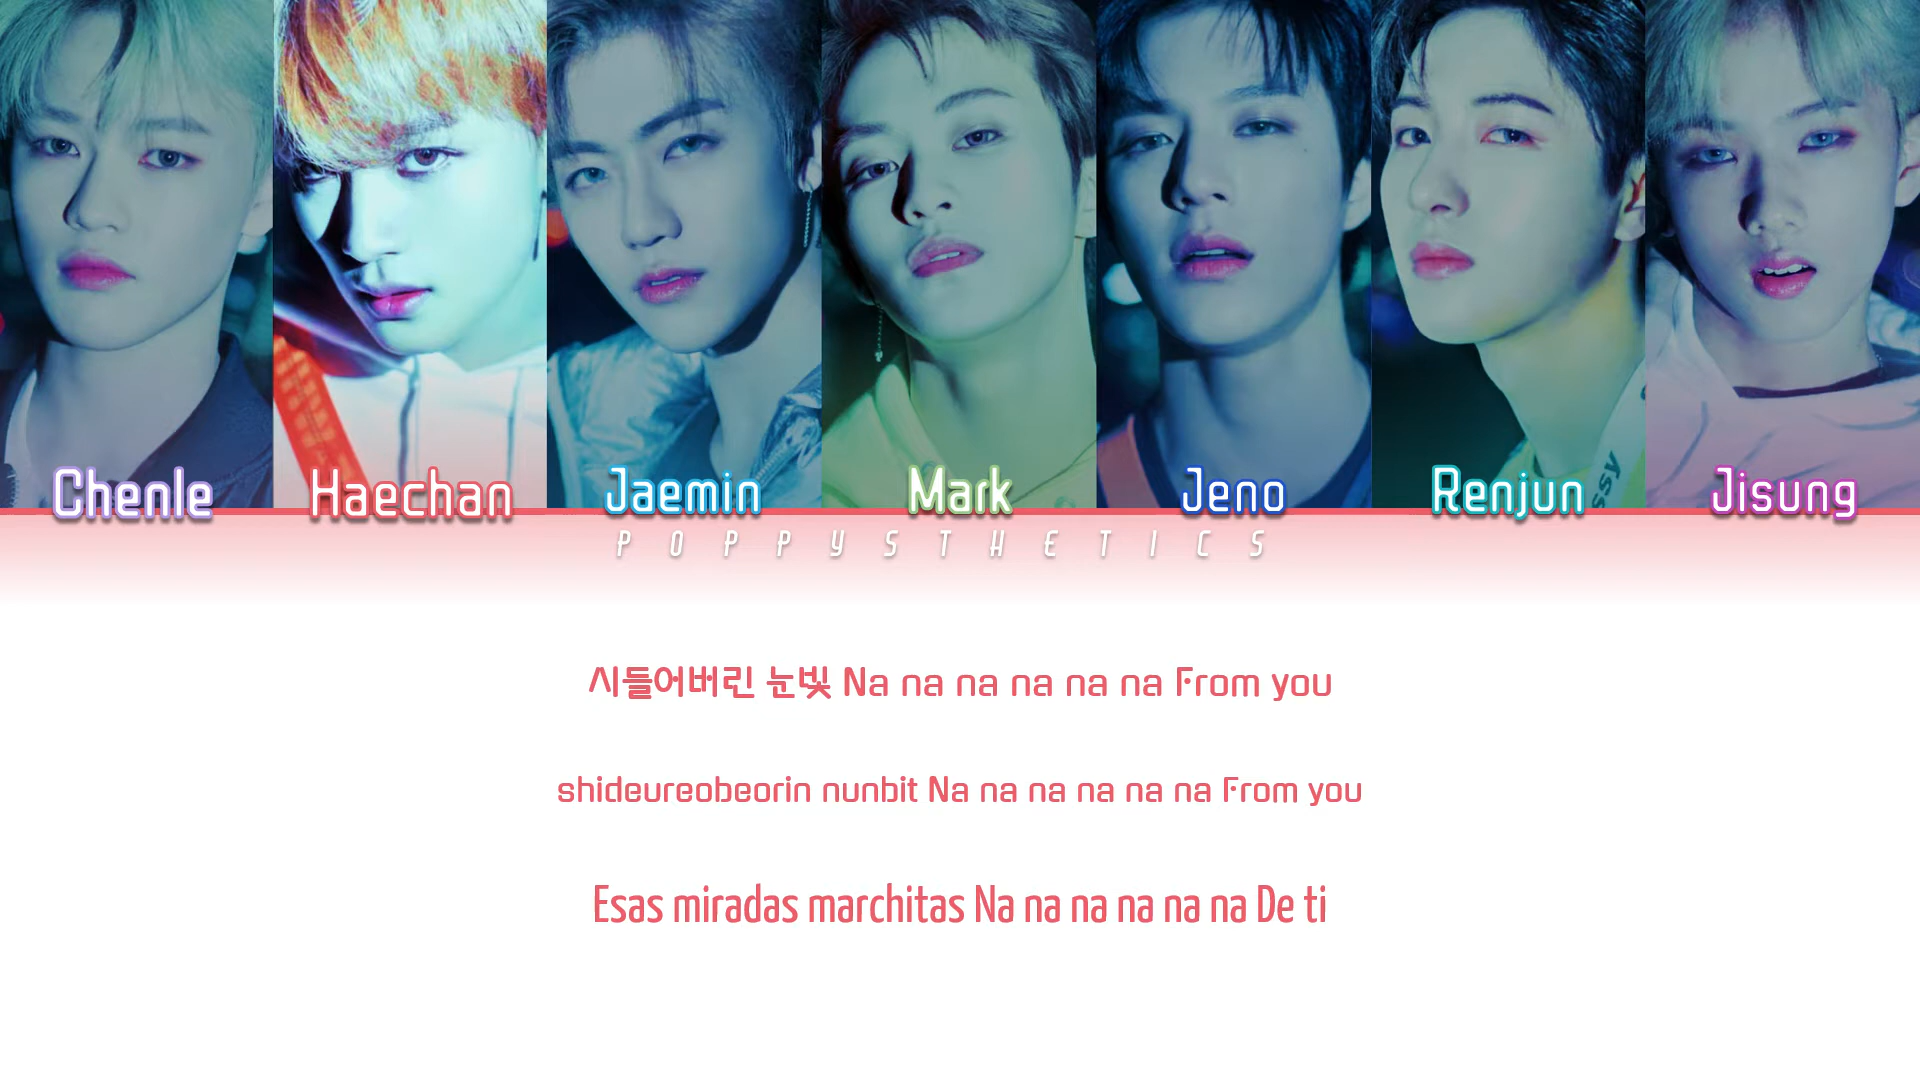 Chenle Haechan Jaemin Mark Jeno Renjun Jisung
POPPYSTHETICS
시들어버린 눈빛 Na na na na na na From you
shideureobeorin nunbit Na na na na na na From you
Esas miradas marchitas Na na na na na na De ti